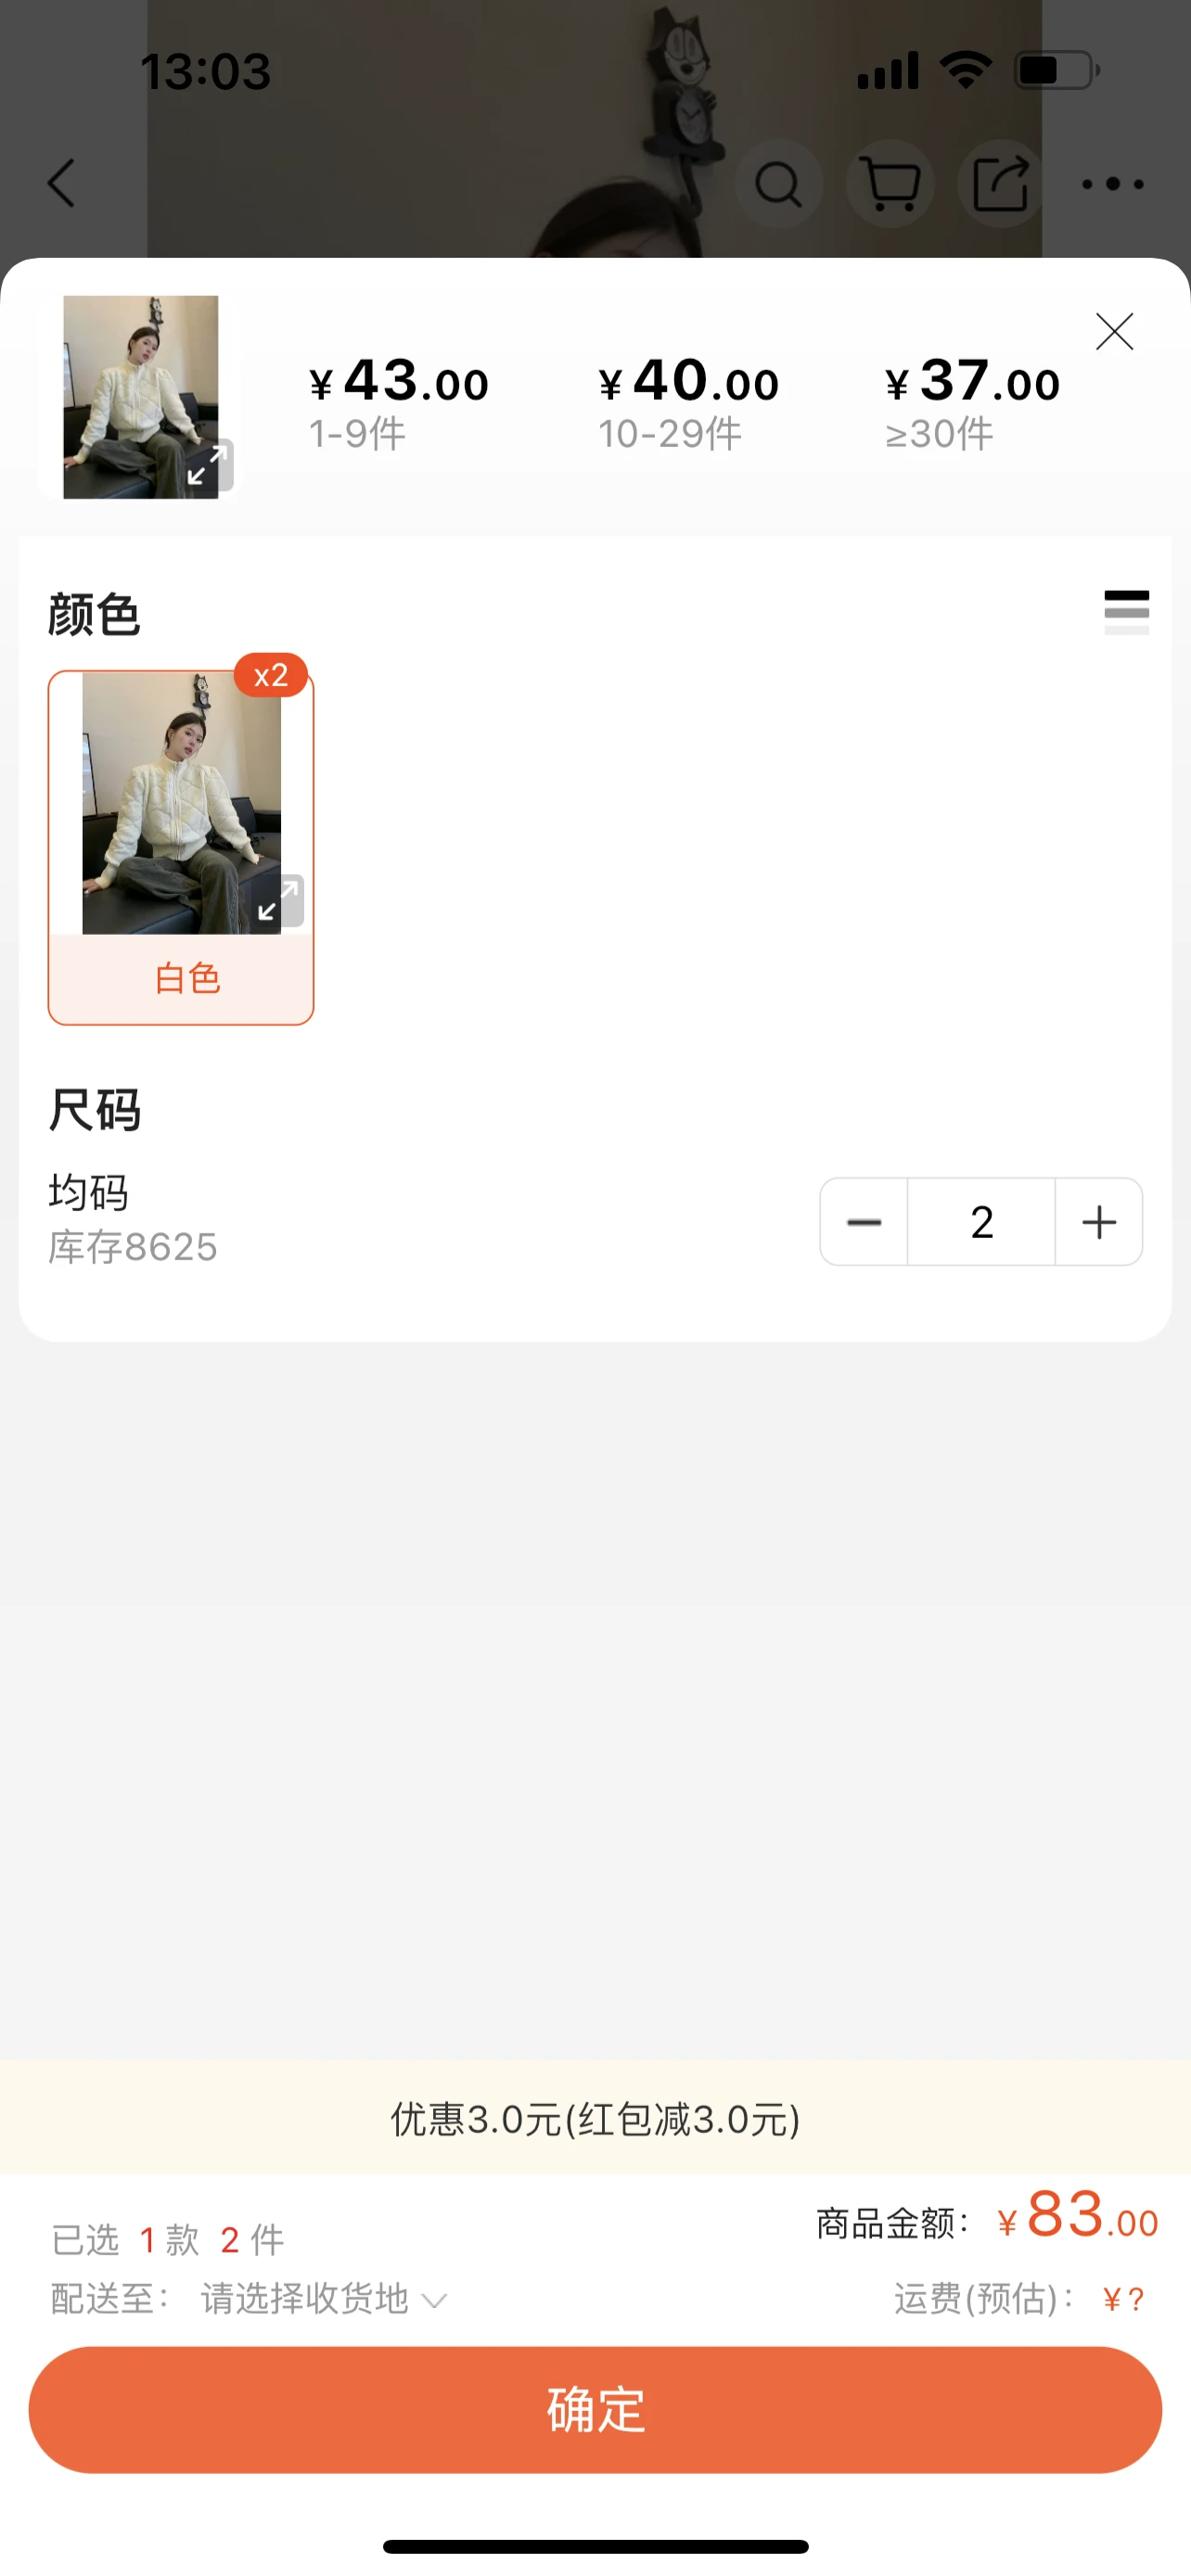 13:03
¥43.00 ¥40.00 ¥37.00
1-9件 10-29件 ≥30件
颜色
x2
白色
尺码
均码
库存8625
2
优惠3.0元(红包减3.0元)
已选 1 款 2 件 商品金额: ¥83.00
配送至: 请选择收货地 运费(预估): ¥?
确定